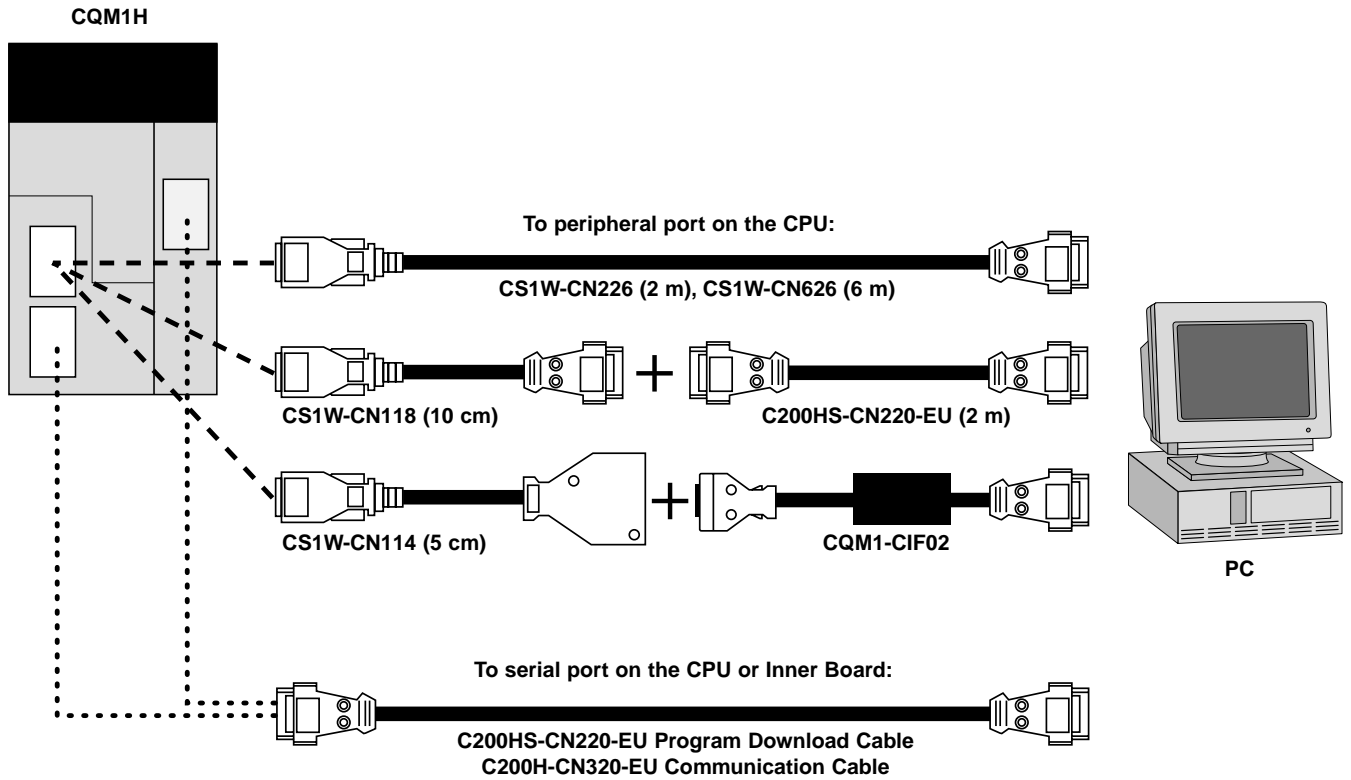 CQM1H
To peripheral port on the CPU:
CS1W-CN226 (2 m), CS1W-CN626 (6 m)
CS1W-CN118 (10 cm)
C200HS-CN220-EU (2 m)
CS1W-CN114 (5 cm)
CQM1-CIF02
PC
To serial port on the CPU or Inner Board:
C200HS-CN220-EU Program Download Cable
C200H-CN320-EU Communication Cable